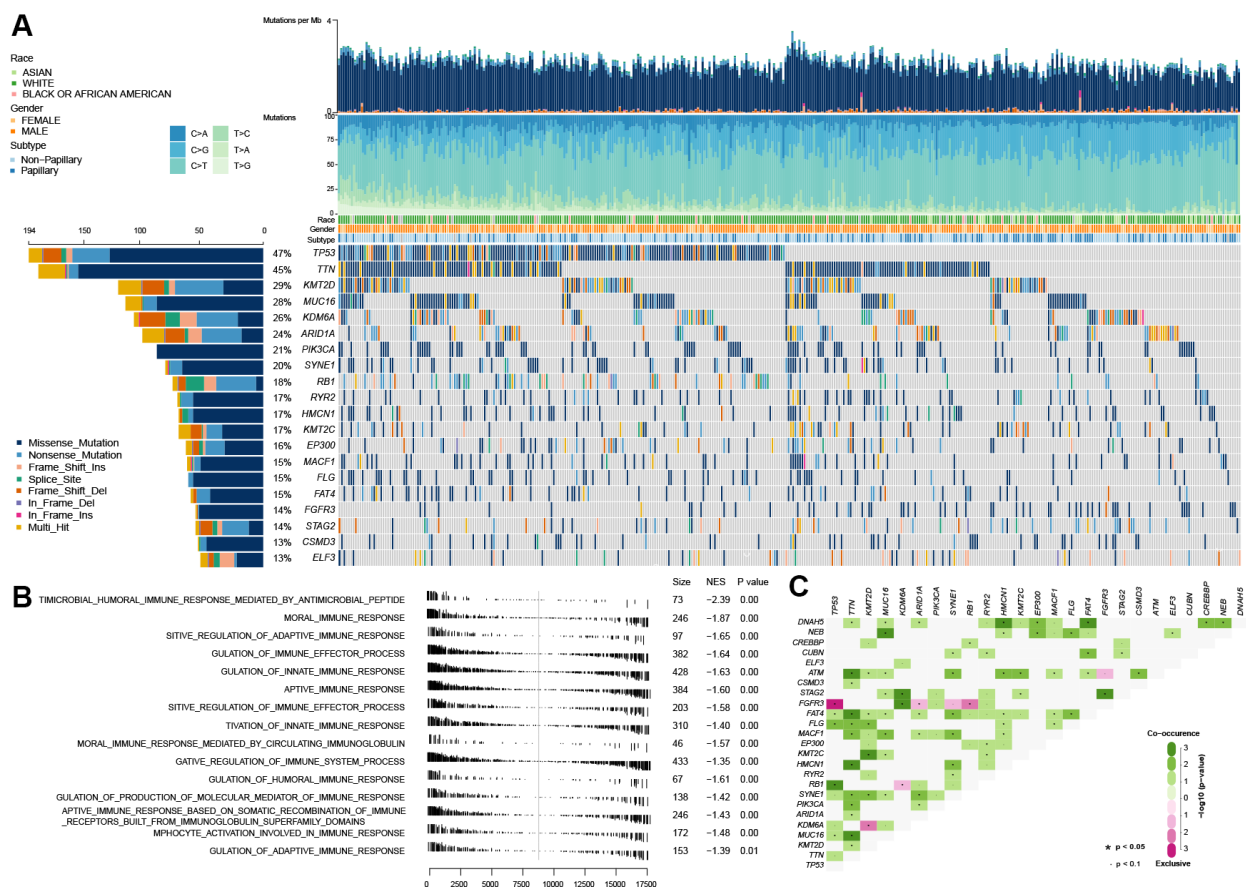 A
Race
ASIAN
WHITE
BLACK OR AFRICAN AMERICAN
Gender
FEMALE
MALE
Subtype
Non-Papillary
Papillary
C>A T>C
C>G T>A
C>T T>G
Mutations per Mb
4
0
Mutations
100
75
50
25
0
Race
Gender
Subtype
194 150 100 50 0
47% TP53
45% TTN
29% KMT2D
28% MUC16
26% KDM6A
24% ARID1A
21% PIK3CA
20% SYNE1
18% RB1
17% RYR2
17% HMCN1
17% KMT2C
16% EP300
15% MACF1
15% FLG
15% FAT4
14% FGFR3
14% STAG2
13% CSMD3
13% ELF3
Missense_Mutation
Nonsense_Mutation
Frame_Shift_Ins
Splice_Site
Frame_Shift_Del
In_Frame_Del
In_Frame_Ins
Multi_Hit
B
Size NES P value
TIMICROBIAL_HUMORAL_IMMUNE_RESPONSE_MEDIATED_BY_ANTIMICROBIAL_PEPTIDE 73 −2.39 0.00
MORAL_IMMUNE_RESPONSE 246 −1.87 0.00
SITIVE_REGULATION_OF_ADAPTIVE_IMMUNE_RESPONSE 97 −1.65 0.00
GULATION_OF_IMMUNE_EFFECTOR_PROCESS 382 −1.64 0.00
GULATION_OF_INNATE_IMMUNE_RESPONSE 428 −1.63 0.00
APTIVE_IMMUNE_RESPONSE 384 −1.60 0.00
SITIVE_REGULATION_OF_IMMUNE_EFFECTOR_PROCESS 203 −1.58 0.00
TIVATION_OF_INNATE_IMMUNE_RESPONSE 310 −1.40 0.00
MORAL_IMMUNE_RESPONSE_MEDIATED_BY_CIRCULATING_IMMUNOGLOBULIN 46 −1.57 0.00
GATIVE_REGULATION_OF_IMMUNE_SYSTEM_PROCESS 433 −1.35 0.00
GULATION_OF_HUMORAL_IMMUNE_RESPONSE 67 −1.61 0.00
GULATION_OF_PRODUCTION_OF_MOLECULAR_MEDIATOR_OF_IMMUNE_RESPONSE 138 −1.42 0.00
APTIVE_IMMUNE_RESPONSE_BASED_ON_SOMATIC_RECOMBINATION_OF_IMMUNE
_RECEPTORS_BUILT_FROM_IMMUNOGLOBULIN_SUPERFAMILY_DOMAINS 246 −1.43 0.00
MPHOCYTE_ACTIVATION_INVOLVED_IN_IMMUNE_RESPONSE 172 −1.48 0.00
GULATION_OF_ADAPTIVE_IMMUNE_RESPONSE 153 −1.39 0.01
0 2500 5000 7500 10000 12500 15000 17500
C
TP53 TTN KMT2D MUC16 KDM6A ARID1A PIK3CA SYNE1 RB1 RYR2 HMCN1 KMT2C EP300 MACF1 FLG FAT4 FGFR3 STAG2 CSMD3 ATM ELF3 CUBN CREBBP NEB DNAH5
DNAH5
NEB
CREBBP
CUBN
ELF3
ATM
CSMD3
STAG2
FGFR3
FAT4
FLG
MACF1
EP300
KMT2C
HMCN1
RYR2
RB1
SYNE1
PIK3CA
ARID1A
KDM6A
MUC16
KMT2D
TTN
TP53
Co-occurence
3
2
1
0
1
2
3
Exclusive
−log10 (p-value)
* p < 0.05
· p < 0.1